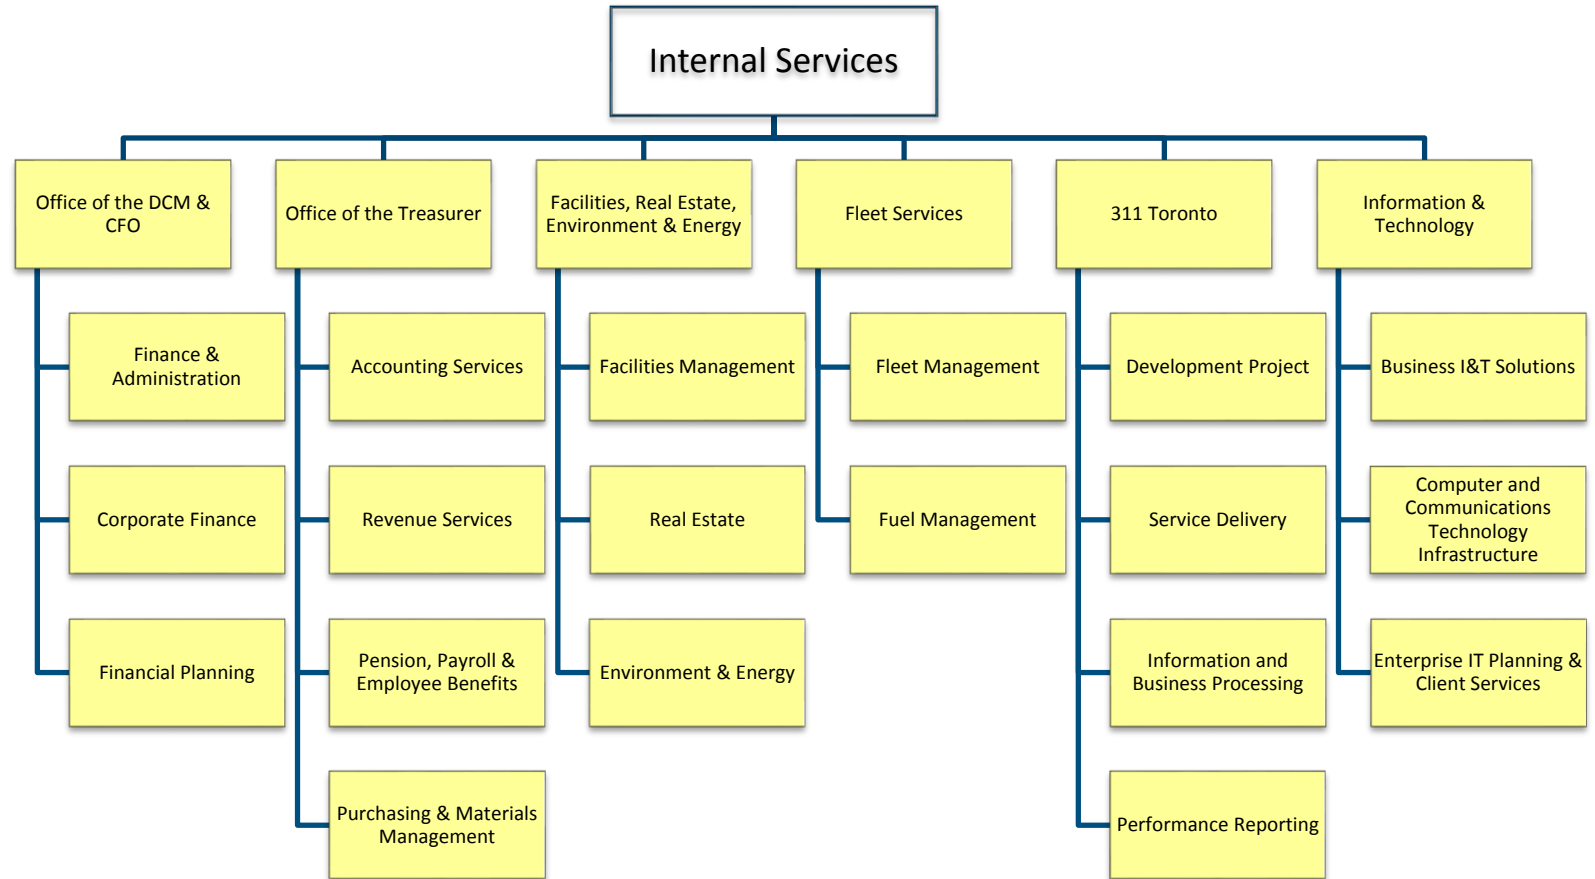 Internal Services
Office of the DCM &
CFO
Office of the Treasurer
Facilities, Real Estate,
Environment & Energy
Fleet Services
311 Toronto
Information &
Technology
Finance &
Administration
Accounting Services
Facilities Management
Fleet Management
Development Project
Business I&T Solutions
Corporate Finance
Revenue Services
Real Estate
Fuel Management
Service Delivery
Computer and
Communications
Technology
Infrastructure
Financial Planning
Pension, Payroll &
Employee Benefits
Environment & Energy
Information and
Business Processing
Enterprise IT Planning &
Client Services
Purchasing & Materials
Management
Performance Reporting